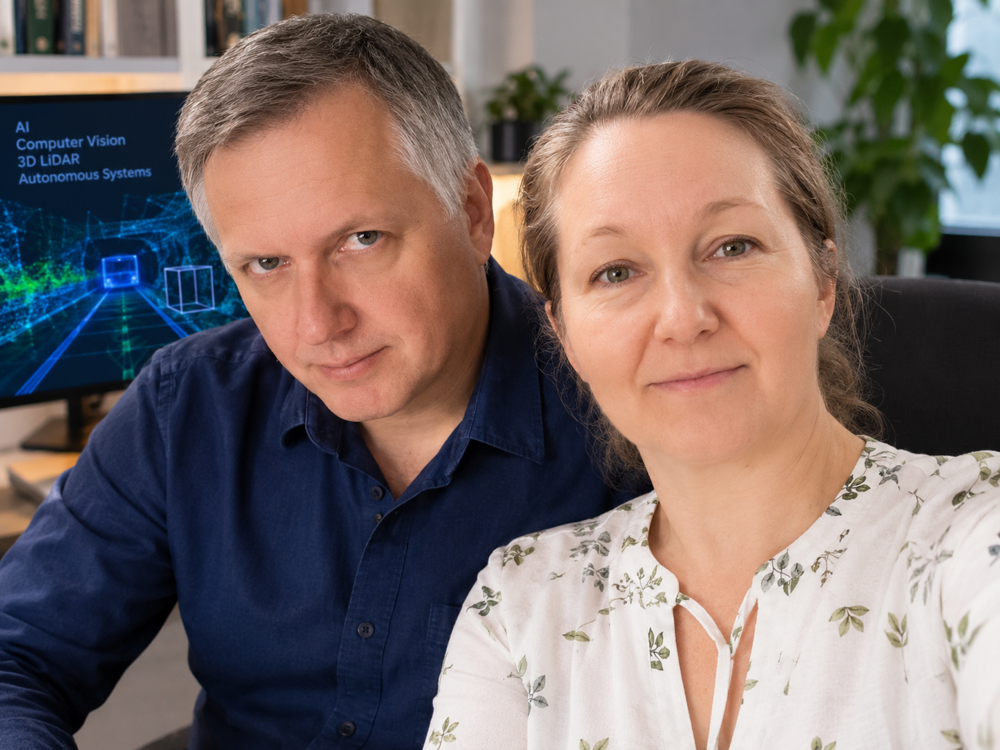 AI
Computer Vision
3D LiDAR
Autonomous Systems